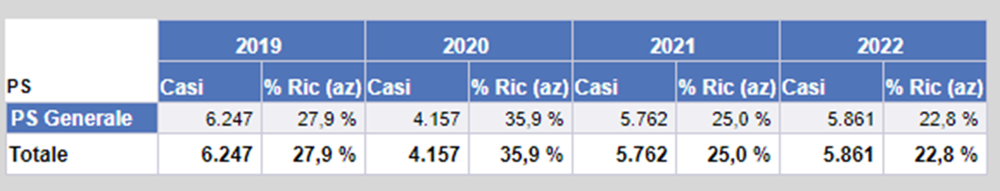 2019 2020 2021 2022
PS Casi % Ric (az) Casi % Ric (az) Casi % Ric (az) Casi % Ric (az)
PS Generale 6.247 27,9 % 4.157 35,9 % 5.762 25,0 % 5.861 22,8 %
Totale 6.247 27,9 % 4.157 35,9 % 5.762 25,0 % 5.861 22,8 %